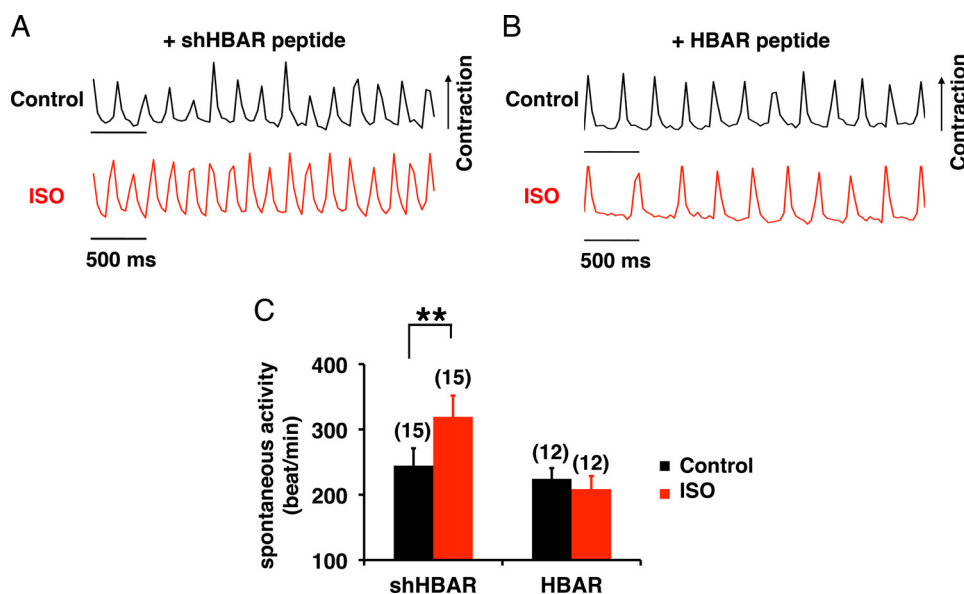 A
+ shHBAR peptide
Control
Contraction
ISO
500 ms
B
+ HBAR peptide
Control
Contraction
ISO
500 ms
C
**
400
300
200
100
spontaneous activity
(beat/min)
(15)
(15)
(12)
(12)
shHBAR
HBAR
Control
ISO